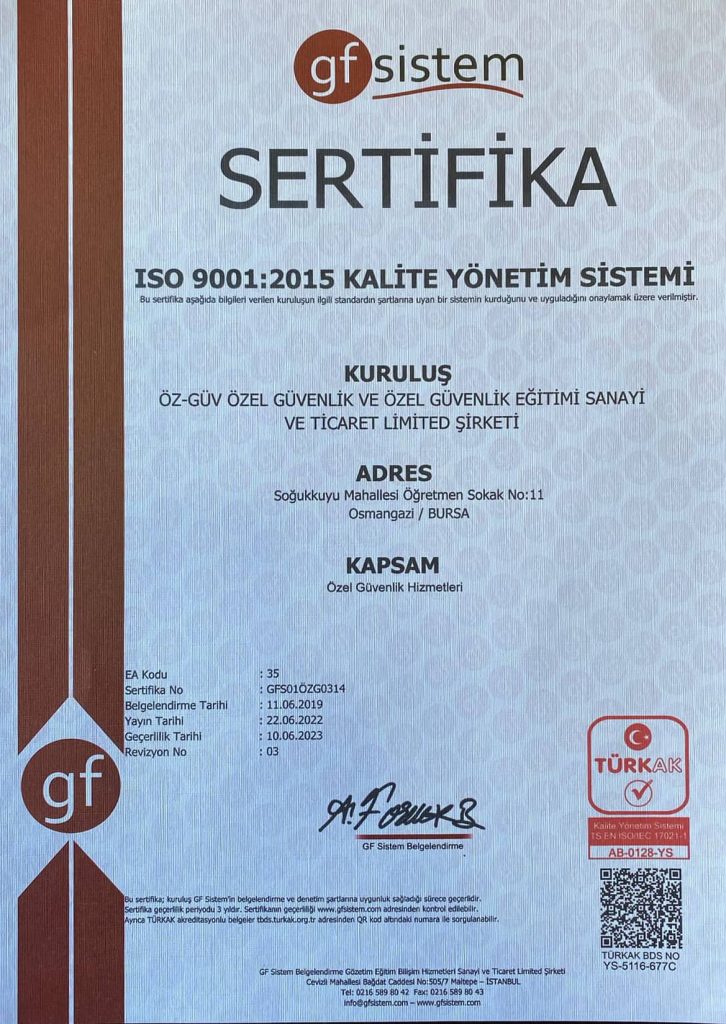 gf sistem
SERTİFİKA
ISO 9001:2015 KALİTE YÖNETİM SİSTEMİ
Bu sertifika aşağıda bilgileri verilen kuruluşun ilgili standardın şartlarına uyan bir sistemin kurduğunu ve uyguladığını onaylamak üzere verilmiştir.
KURULUŞ
ÖZ-GÜV ÖZEL GÜVENLİK VE ÖZEL GÜVENLİK EĞİTİMİ SANAYİ
VE TİCARET LİMİTED ŞİRKETİ
ADRES
Soğukkuyu Mahallesi Öğretmen Sokak No:11
Osmangazi / BURSA
KAPSAM
Özel Güvenlik Hizmetleri
EA Kodu : 35
Sertifika No : GFS01ÖZG0314
Belgelendirme Tarihi : 11.06.2019
Yayın Tarihi : 22.06.2022
Geçerlilik Tarihi : 10.06.2023
Revizyon No : 03
gf
GF Sistem Belgelendirme
TÜRKAK
Kalite Yönetim Sistemi
TS EN ISO/IEC 17021-1
AB-0128-YS
TÜRKAK BDS NO
YS-5116-677C
Bu sertifika; kuruluş GF Sistem'in belgelendirme ve denetim şartlarına uygunluk sağladığı sürece geçerlidir.
Sertifika geçerlilik periyodu 3 yıldır. Sertifikanın geçerliliği www.gfsistem.com adresinden kontrol edilebilir.
Ayrıca TÜRKAK akreditasyonlu belgeler tbds.turkak.org.tr adresinden QR kod altındaki numara ile sorgulanabilir.
GF Sistem Belgelendirme Gözetim Eğitim Bilişim Hizmetleri Sanayi ve Ticaret Limited Şirketi
Cevizli Mahallesi Bağdat Caddesi No:505/7 Maltepe – İSTANBUL
Tel: 0216 589 80 42 Fax: 0216 589 80 43
info@gfsistem.com – www.gfsistem.com